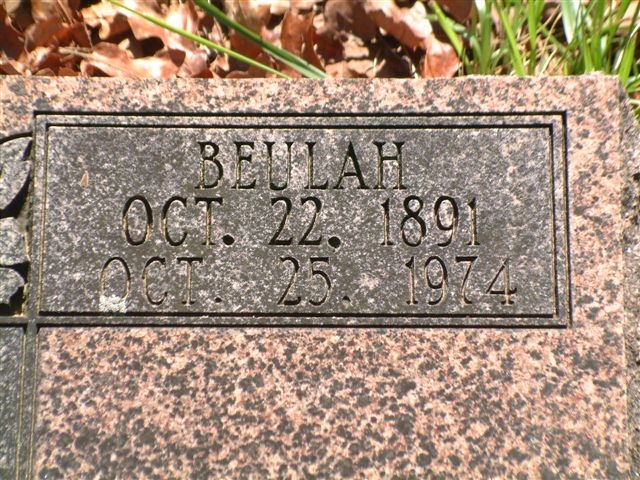 BEULAH
OCT. 22. 1891
OCT. 25. 1974